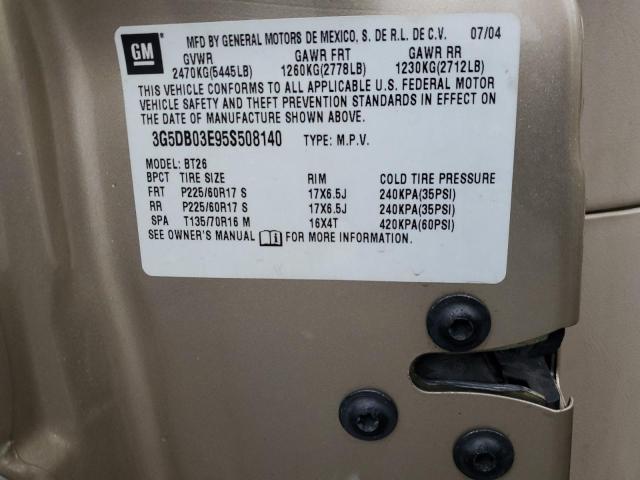 GM
MFD BY GENERAL MOTORS DE MEXICO, S. DE R.L. DE C.V. 07/04
GVWR GAWR FRT GAWR RR
2470KG(5445LB) 1260KG(2778LB) 1230KG(2712LB)
THIS VEHICLE CONFORMS TO ALL APPLICABLE U.S. FEDERAL MOTOR
VEHICLE SAFETY AND THEFT PREVENTION STANDARDS IN EFFECT ON
THE DATE OF MANUFACTURE SHOWN ABOVE.
3G5DB03E95S508140 TYPE: M.P.V.
MODEL: BT26
BPCT TIRE SIZE RIM COLD TIRE PRESSURE
FRT P225/60R17 S 17X6.5J 240KPA(35PSI)
RR P225/60R17 S 17X6.5J 240KPA(35PSI)
SPA T135/70R16 M 16X4T 420KPA(60PSI)
SEE OWNER'S MANUAL FOR MORE INFORMATION.